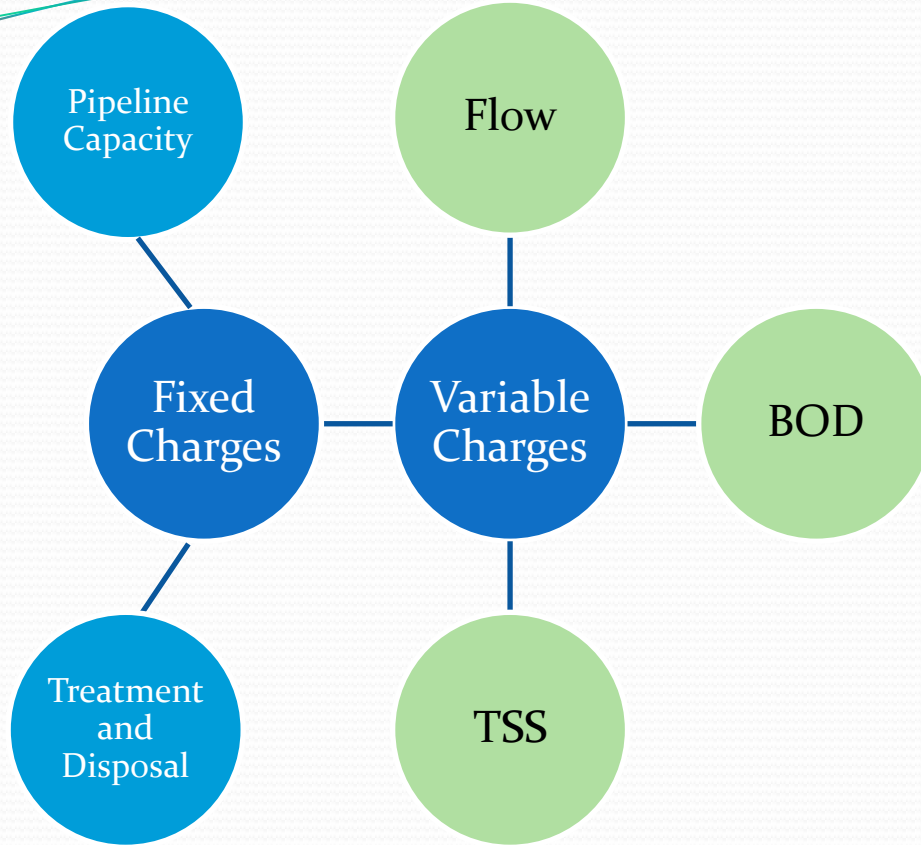 Pipeline
Capacity
Flow
Fixed
Charges
Variable
Charges
BOD
Treatment
and
Disposal
TSS